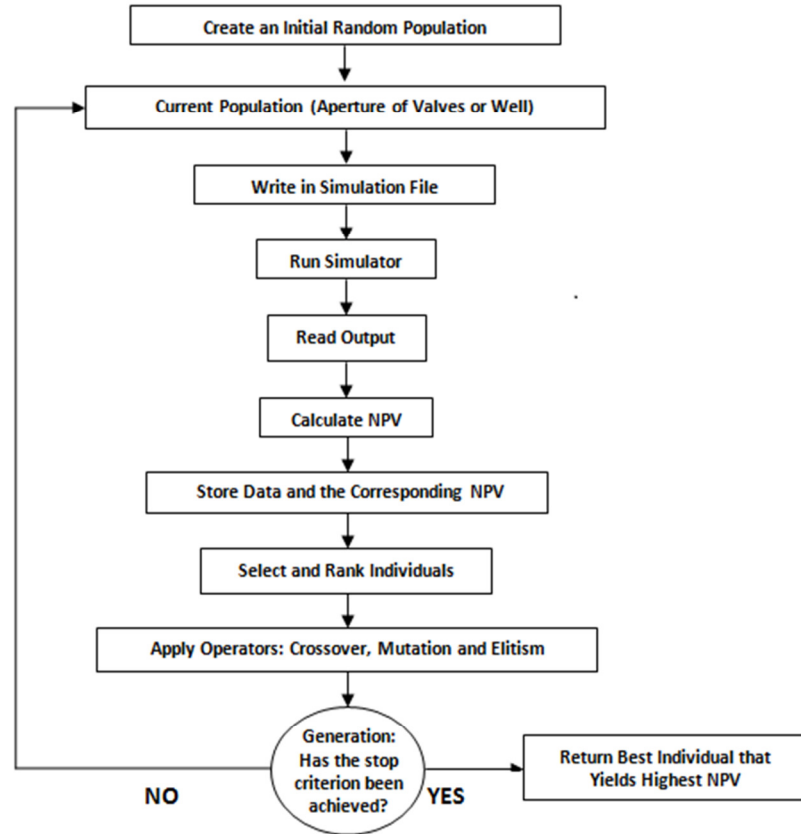 Create an Initial Random Population
Current Population (Aperture of Valves or Well)
Write in Simulation File
Run Simulator
Read Output
Calculate NPV
Store Data and the Corresponding NPV
Select and Rank Individuals
Apply Operators: Crossover, Mutation and Elitism
Generation:
Has the stop
criterion been
achieved?
NO
YES
Return Best Individual that
Yields Highest NPV